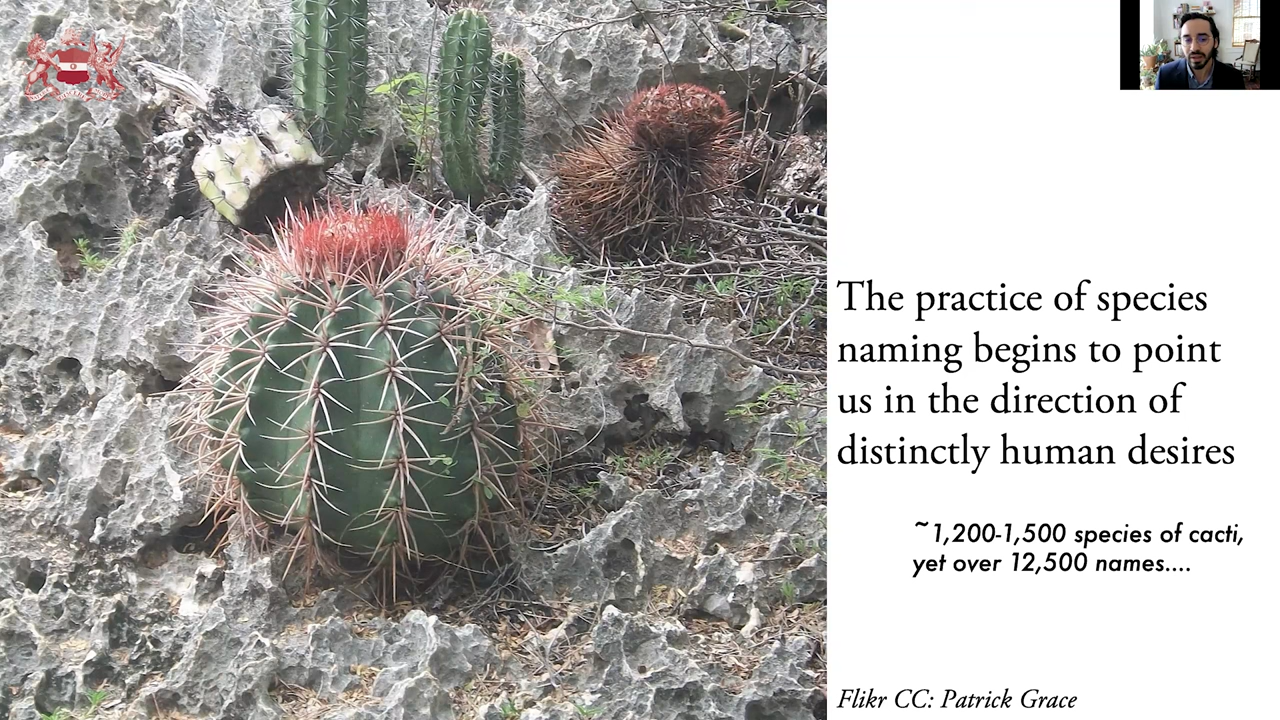 The practice of species
naming begins to point
us in the direction of
distinctly human desires
~1,200-1,500 species of cacti,
yet over 12,500 names....
Flikr CC: Patrick Grace